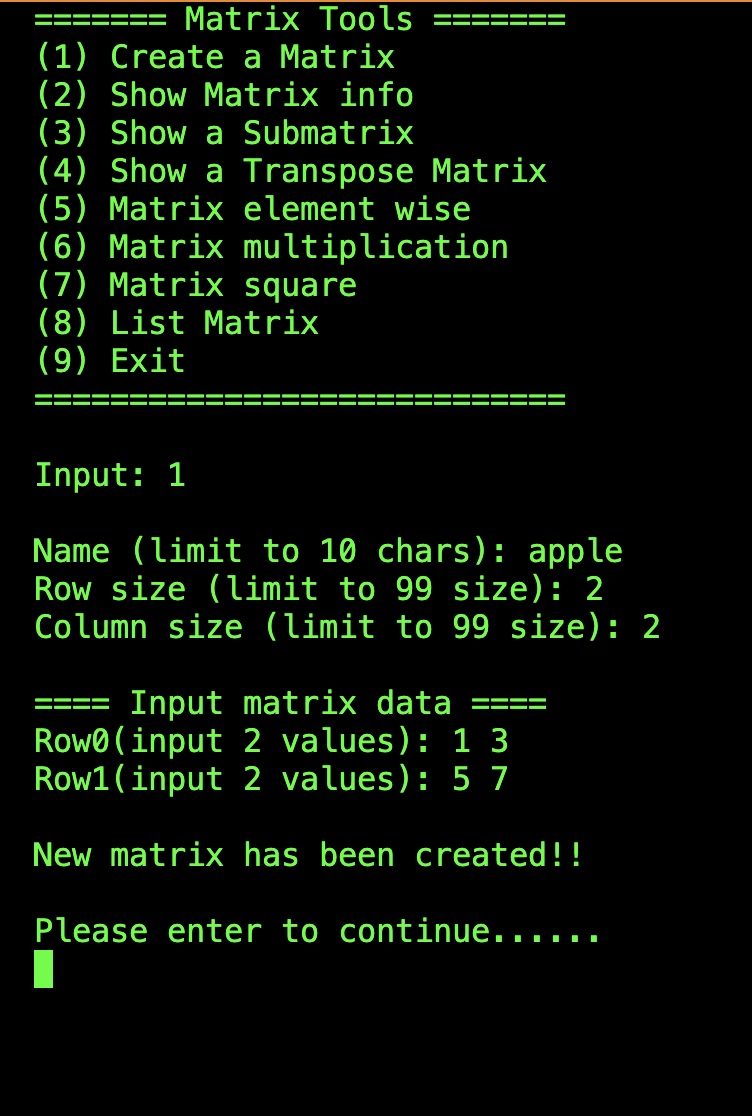 ======= Matrix Tools =======
(1) Create a Matrix
(2) Show Matrix info
(3) Show a Submatrix
(4) Show a Transpose Matrix
(5) Matrix element wise
(6) Matrix multiplication
(7) Matrix square
(8) List Matrix
(9) Exit
============================
Input: 1
Name (limit to 10 chars): apple
Row size (limit to 99 size): 2
Column size (limit to 99 size): 2
==== Input matrix data ====
Row0(input 2 values): 1 3
Row1(input 2 values): 5 7
New matrix has been created!!
Please enter to continue......